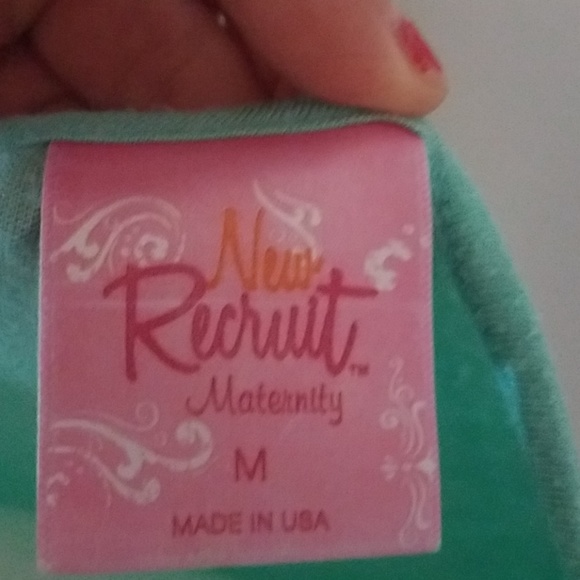 New
Recruit™
Maternity
M
MADE IN USA